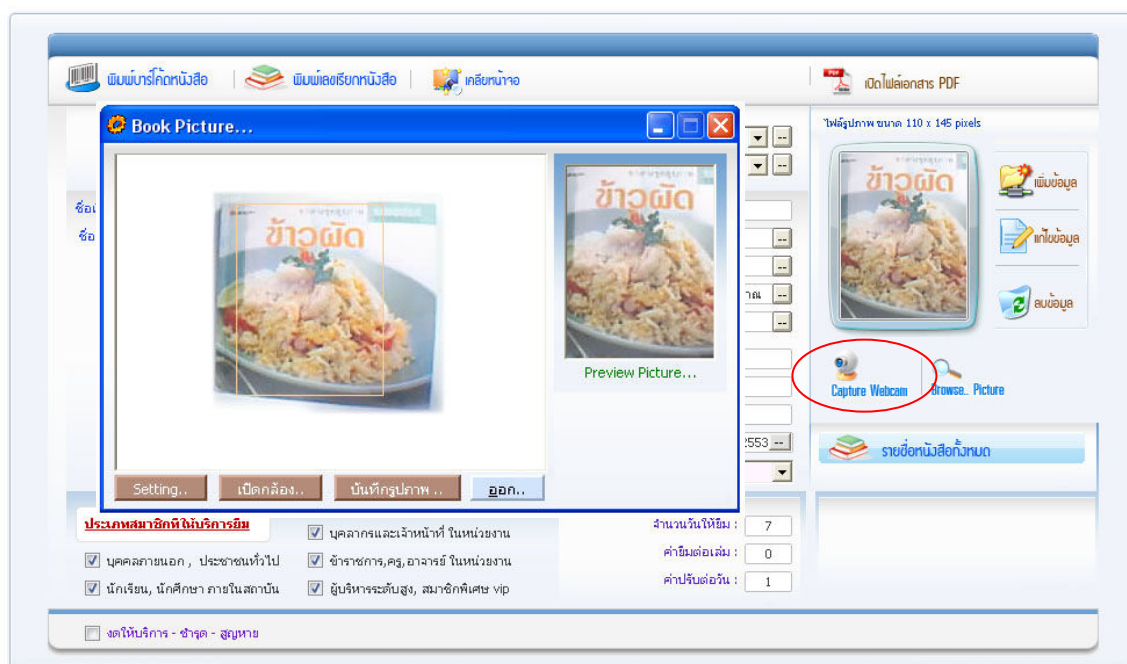 พิมพ์บาร์โค้ดหนังสือ
พิมพ์เลขเรียกหนังสือ
เคลียหน้าจอ
เปิดไฟล์เอกสาร PDF
Book Picture...
ไฟล์รูปภาพ ขนาด 110 x 145 pixels
ข้าวผัด
ข้าวผัด
ข้าวผัด
Preview Picture...
เพิ่มข้อมูล
แก้ไขข้อมูล
ลบข้อมูล
Capture Webcam
Browse.. Picture
2553
รายชื่อหนังสือทั้งหมด
Setting..
เปิดกล้อง..
บันทึกรูปภาพ ..
ออก..
ประเภทสมาชิกที่ให้บริการยืม
บุคลากรและเจ้าหน้าที่ ในหน่วยงาน
บุคคลภายนอก , ประชาชนทั่วไป
ข้าราชการ,ครู,อาจารย์ ในหน่วยงาน
นักเรียน, นักศึกษา ภายในสถาบัน
ผู้บริหารระดับสูง, สมาชิกพิเศษ vip
จำนวนวันให้ยืม : 7
ค่ายืมต่อเล่ม : 0
ค่าปรับต่อวัน : 1
งดให้บริการ - ชำรุด - สูญหาย